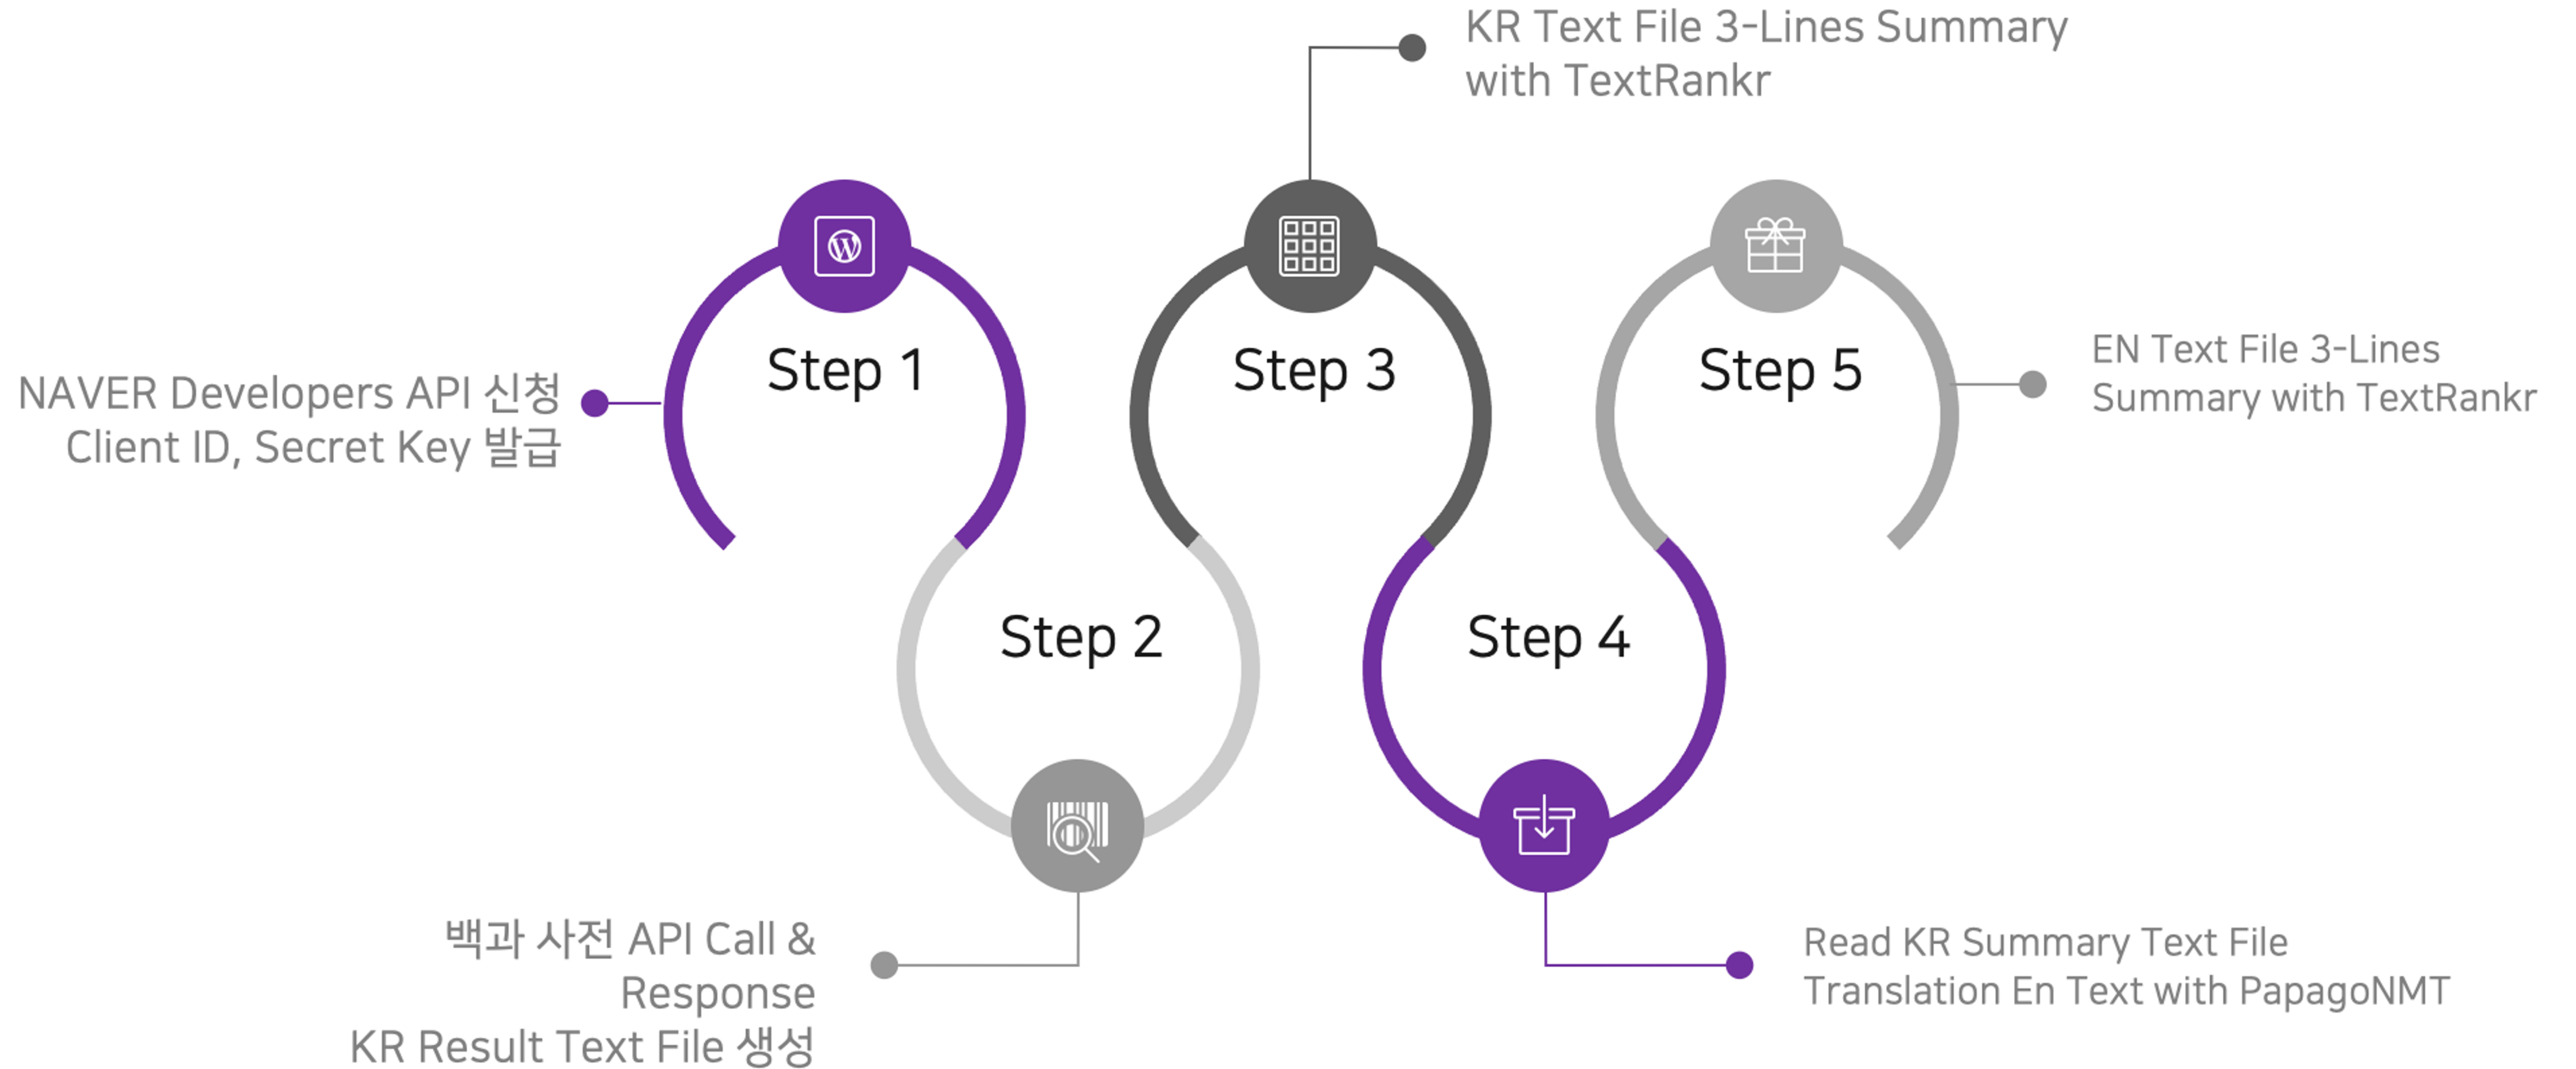 KR Text File 3-Lines Summary
with TextRankr
Step 1
Step 3
Step 5
NAVER Developers API 신청
Client ID, Secret Key 발급
EN Text File 3-Lines
Summary with TextRankr
Step 2
Step 4
백과 사전 API Call &
Response
KR Result Text File 생성
Read KR Summary Text File
Translation En Text with PapagoNMT